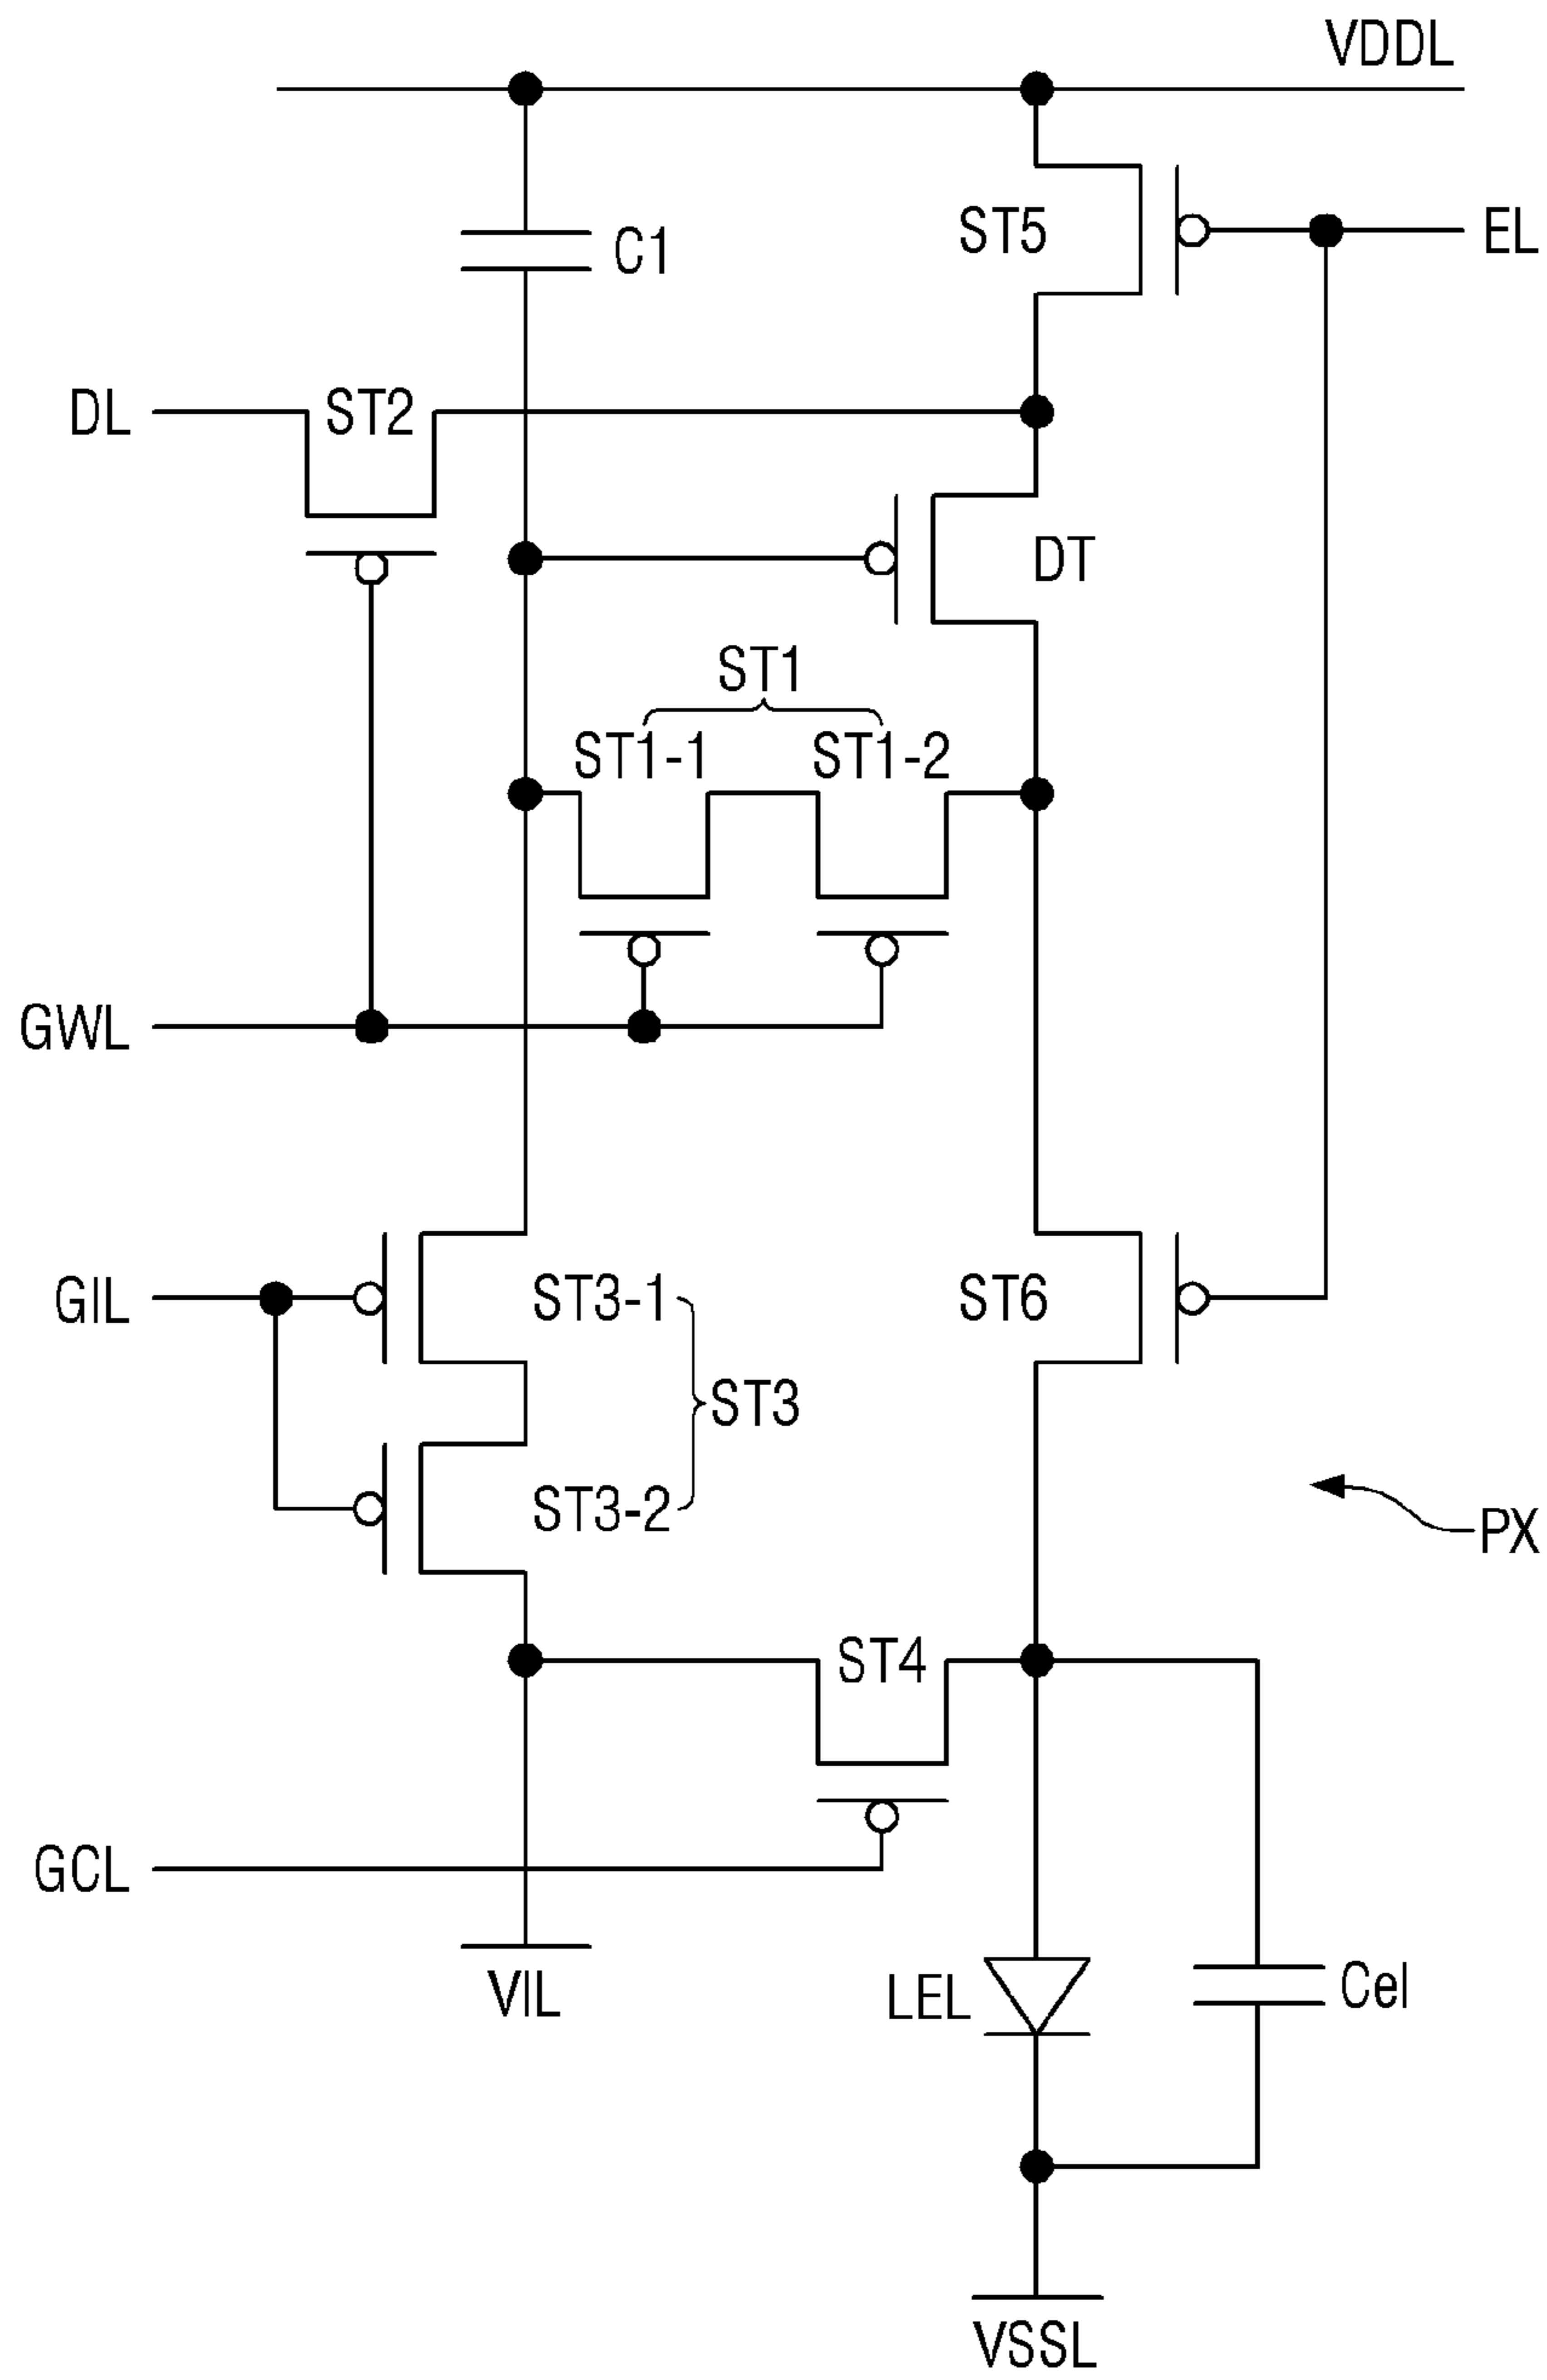 VDDL
ST5
EL
C1
DL
ST2
DT
ST1
ST1-1
ST1-2
GWL
GIL
ST3-1
ST6
ST3
ST3-2
PX
ST4
GCL
VIL
LEL
Cel
VSSL